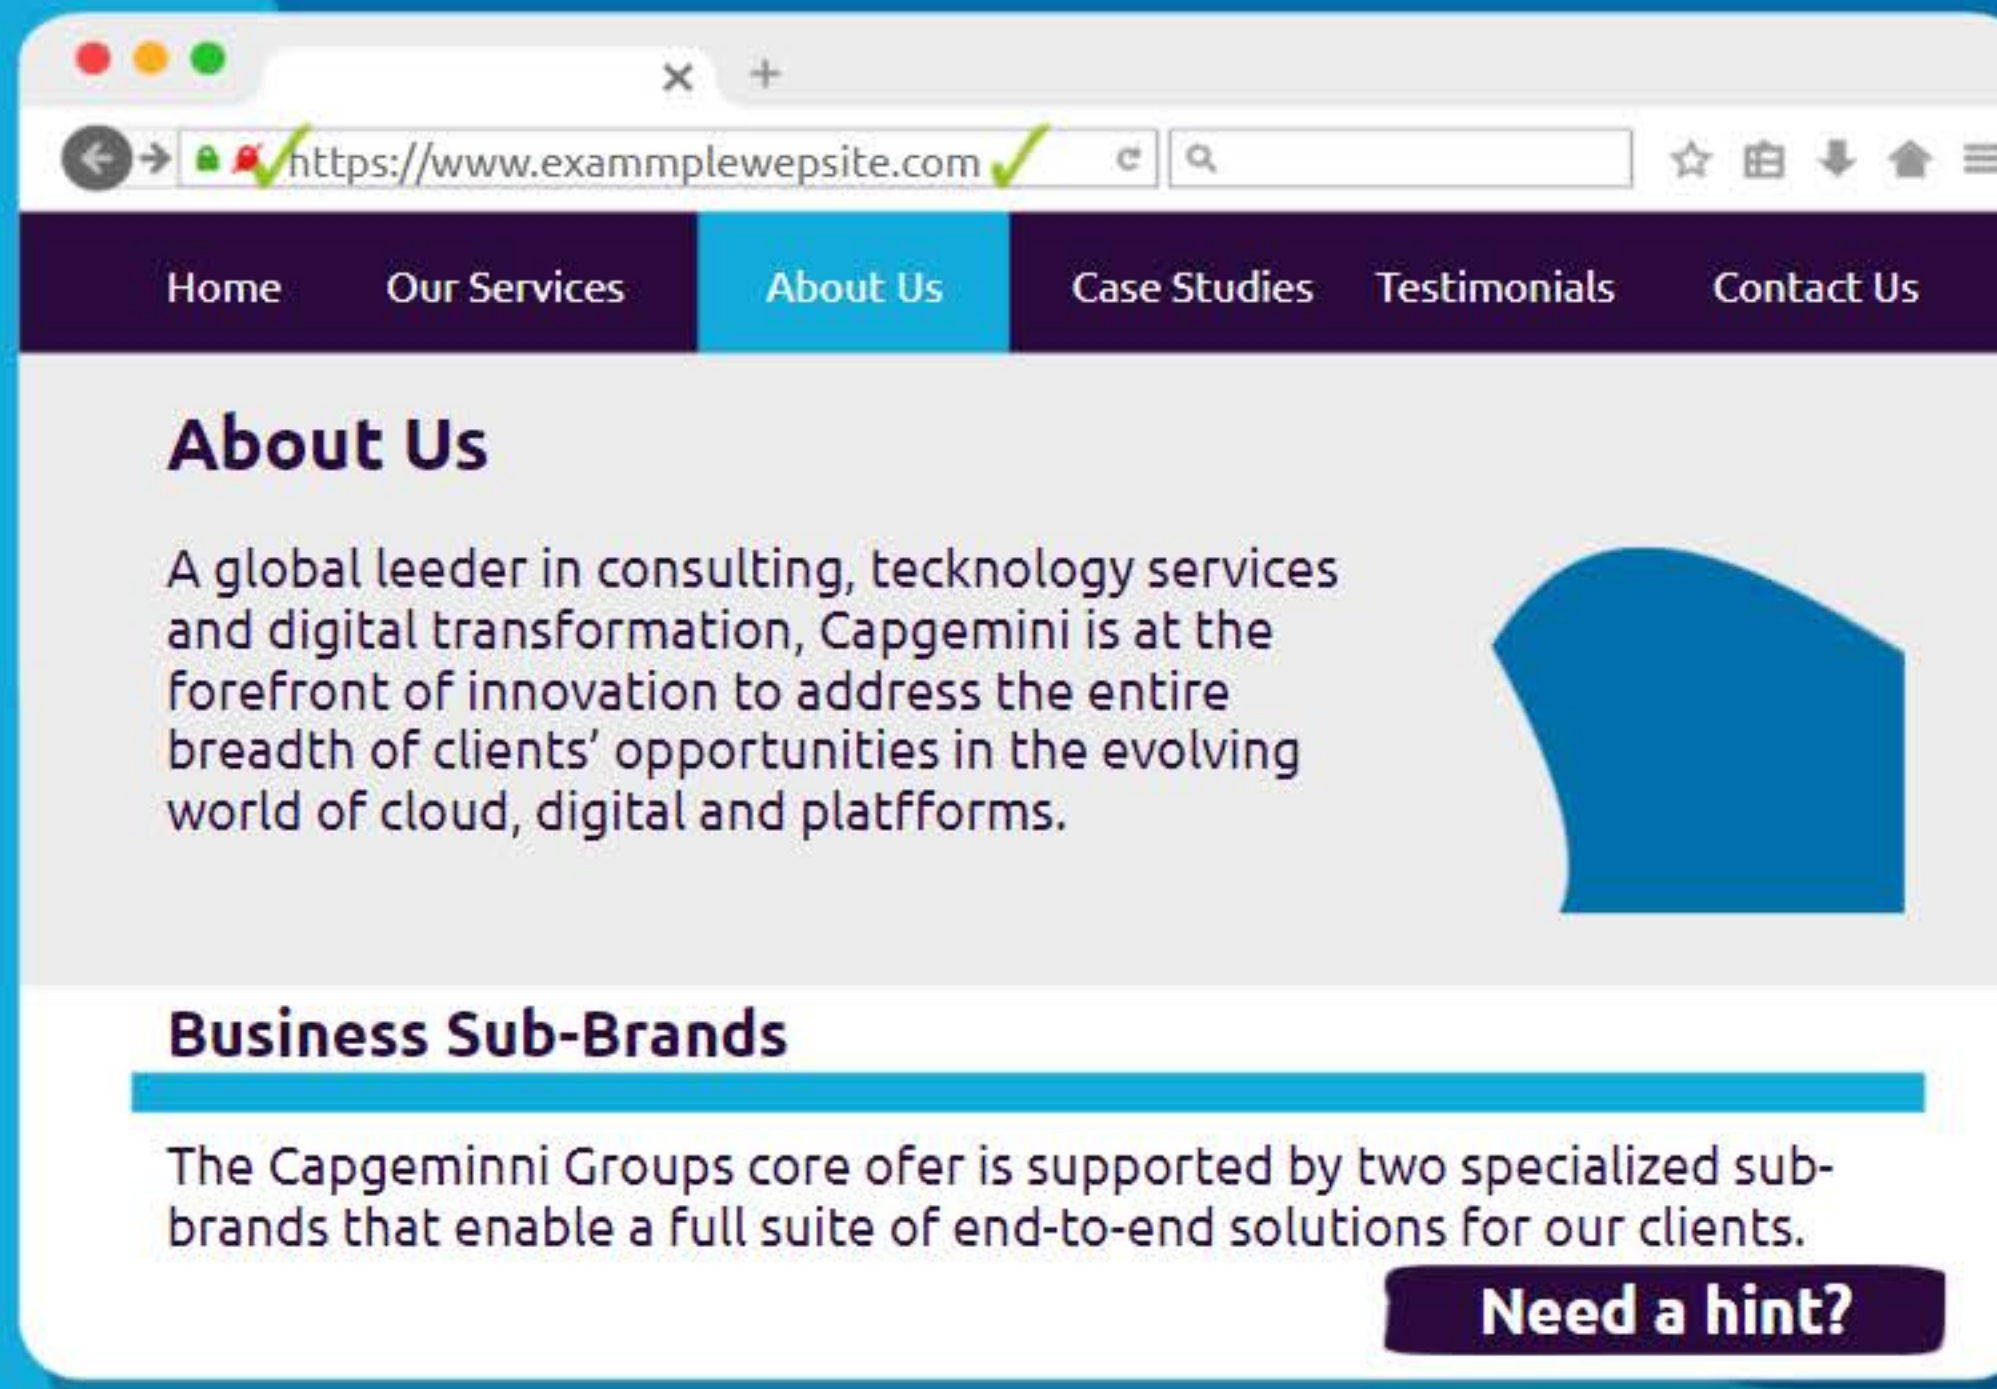 https://www.exammplewepsite.com
Home Our Services About Us Case Studies Testimonials Contact Us
About Us
A global leeder in consulting, tecknology services
and digital transformation, Capgemini is at the
forefront of innovation to address the entire
breadth of clients’ opportunities in the evolving
world of cloud, digital and platfforms.
Business Sub-Brands
The Capgeminni Groups core ofer is supported by two specialized sub-
brands that enable a full suite of end-to-end solutions for our clients.
Need a hint?